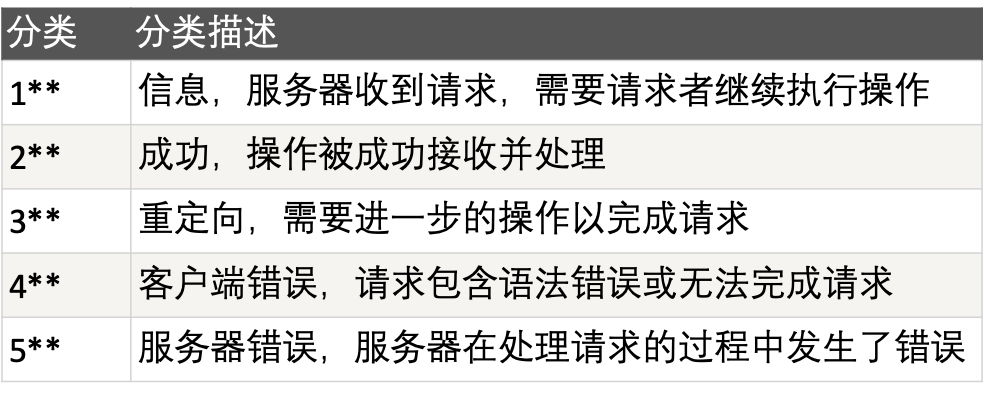 分类 分类描述
1** 信息，服务器收到请求，需要请求者继续执行操作
2** 成功，操作被成功接收并处理
3** 重定向，需要进一步的操作以完成请求
4** 客户端错误，请求包含语法错误或无法完成请求
5** 服务器错误，服务器在处理请求的过程中发生了错误